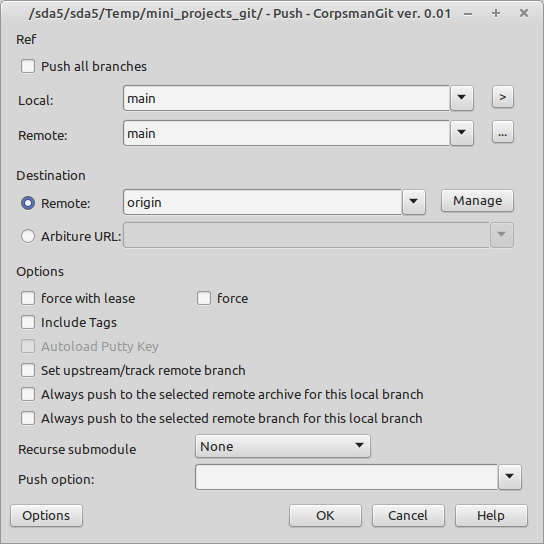 /sda5/sda5/Temp/mini_projects_git/ - Push - CorpsmanGit ver. 0.01
Ref
Push all branches
Local: main >
Remote: main ...
Destination
Remote: origin Manage
Arbiture URL:
Options
force with lease force
Include Tags
Autoload Putty Key
Set upstream/track remote branch
Always push to the selected remote archive for this local branch
Always push to the selected remote branch for this local branch
Recurse submodule None
Push option:
Options OK Cancel Help